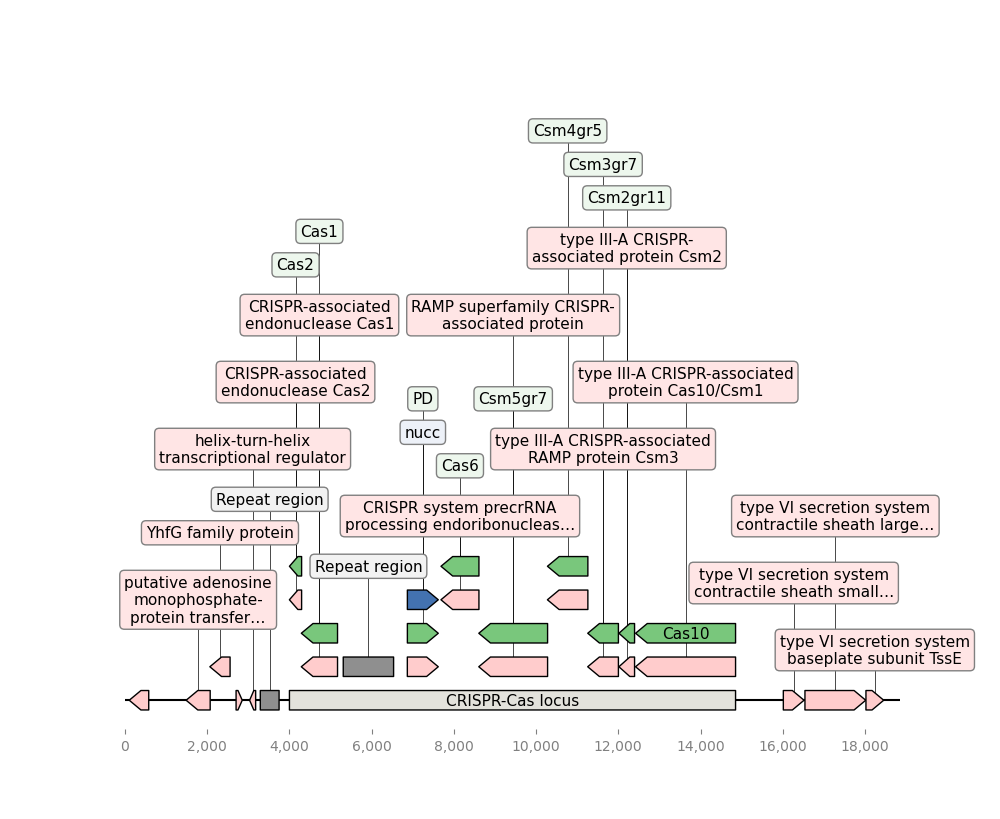 Csm4gr5
Csm3gr7
Csm2gr11
Cas1
type III-A CRISPR-
associated protein Csm2
Cas2
CRISPR-associated
endonuclease Cas1
RAMP superfamily CRISPR-
associated protein
CRISPR-associated
endonuclease Cas2
type III-A CRISPR-associated
protein Cas10/Csm1
PD
Csm5gr7
nucc
helix-turn-helix
transcriptional regulator
type III-A CRISPR-associated
RAMP protein Csm3
Cas6
Repeat region
CRISPR system precrRNA
processing endoribonucleas…
type VI secretion system
contractile sheath large…
YhfG family protein
Repeat region
putative adenosine
monophosphate-
protein transfer…
type VI secretion system
contractile sheath small…
Cas10
type VI secretion system
baseplate subunit TssE
CRISPR-Cas locus
0 2,000 4,000 6,000 8,000 10,000 12,000 14,000 16,000 18,000